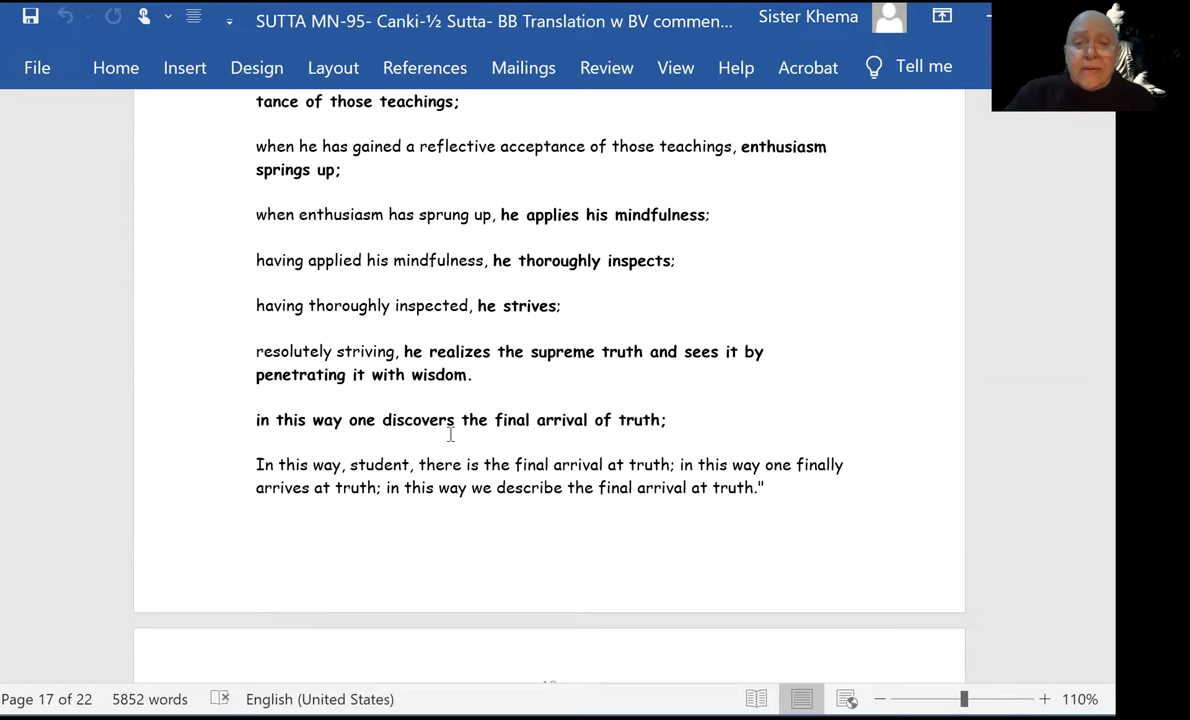 SUTTA MN-95- Canki-½ Sutta- BB Translation w BV commen...
Sister Khema
File Home Insert Design Layout References Mailings Review View Help Acrobat Tell me
tance of those teachings;
when he has gained a reflective acceptance of those teachings, enthusiasm
springs up;
when enthusiasm has sprung up, he applies his mindfulness;
having applied his mindfulness, he thoroughly inspects;
having thoroughly inspected, he strives;
resolutely striving, he realizes the supreme truth and sees it by
penetrating it with wisdom.
in this way one discovers the final arrival of truth;
In this way, student, there is the final arrival at truth; in this way one finally
arrives at truth; in this way we describe the final arrival at truth."
Page 17 of 22 5852 words English (United States) 110%